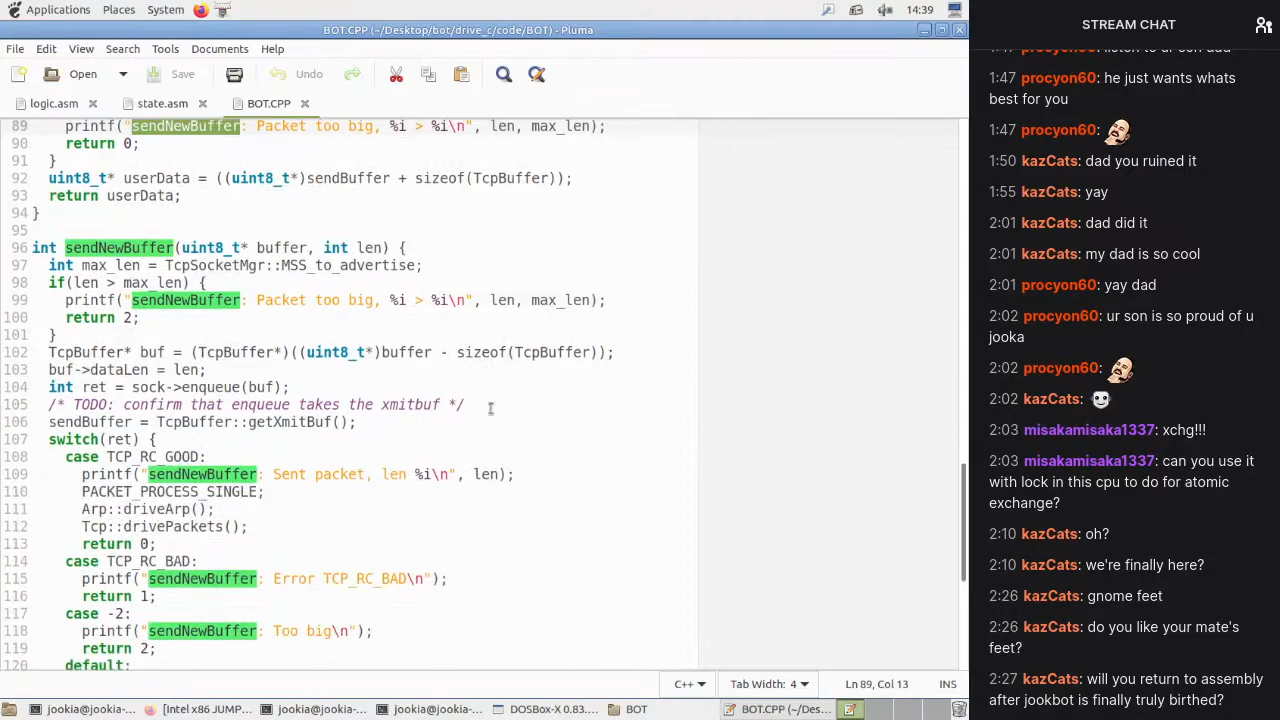 Applications Places System 14:39
BOT.CPP (~/Desktop/bot/drive_c/code/BOT) - Pluma
File Edit View Search Tools Documents Help
Open Save Undo
logic.asm state.asm BOT.CPP
89 printf("sendNewBuffer: Packet too big, %i > %i\n", len, max_len);
90 return 0;
91 }
92 uint8_t* userData = ((uint8_t*)sendBuffer + sizeof(TcpBuffer));
93 return userData;
94 }
95
96 int sendNewBuffer(uint8_t* buffer, int len) {
97 int max_len = TcpSocketMgr::MSS_to_advertise;
98 if(len > max_len) {
99 printf("sendNewBuffer: Packet too big, %i > %i\n", len, max_len);
100 return 2;
101 }
102 TcpBuffer* buf = (TcpBuffer*)((uint8_t*)buffer - sizeof(TcpBuffer));
103 buf->dataLen = len;
104 int ret = sock->enqueue(buf);
105 /* TODO: confirm that enqueue takes the xmitbuf */
106 sendBuffer = TcpBuffer::getXmitBuf();
107 switch(ret) {
108 case TCP_RC_GOOD:
109 printf("sendNewBuffer: Sent packet, len %i\n", len);
110 PACKET_PROCESS_SINGLE;
111 Arp::driveArp();
112 Tcp::drivePackets();
113 return 0;
114 case TCP_RC_BAD:
115 printf("sendNewBuffer: Error TCP_RC_BAD\n");
116 return 1;
117 case -2:
118 printf("sendNewBuffer: Too big\n");
119 return 2;
120 default:
C++ Tab Width: 4 Ln 89, Col 13 INS
jookia@jookia-... [Intel x86 JUMP... jookia@jookia-... jookia@jookia-... DOSBox-X 0.83.... BOT BOT.CPP (~/Des...
STREAM CHAT
1:47 procyon60: listen to ur son dad
1:47 procyon60: he just wants whats
best for you
1:47 procyon60:
1:50 kazCats: dad you ruined it
1:55 kazCats: yay
2:01 kazCats: dad did it
2:01 kazCats: my dad is so cool
2:01 procyon60: yay dad
2:02 procyon60: ur son is so proud of u
jooka
2:02 procyon60:
2:02 kazCats:
2:03 misakamisaka1337: xchg!!!
2:03 misakamisaka1337: can you use it
with lock in this cpu to do for atomic
exchange?
2:10 kazCats: oh?
2:10 kazCats: we're finally here?
2:26 kazCats: gnome feet
2:26 kazCats: do you like your mate's
feet?
2:27 kazCats: will you return to assembly
after jookbot is finally truly birthed?